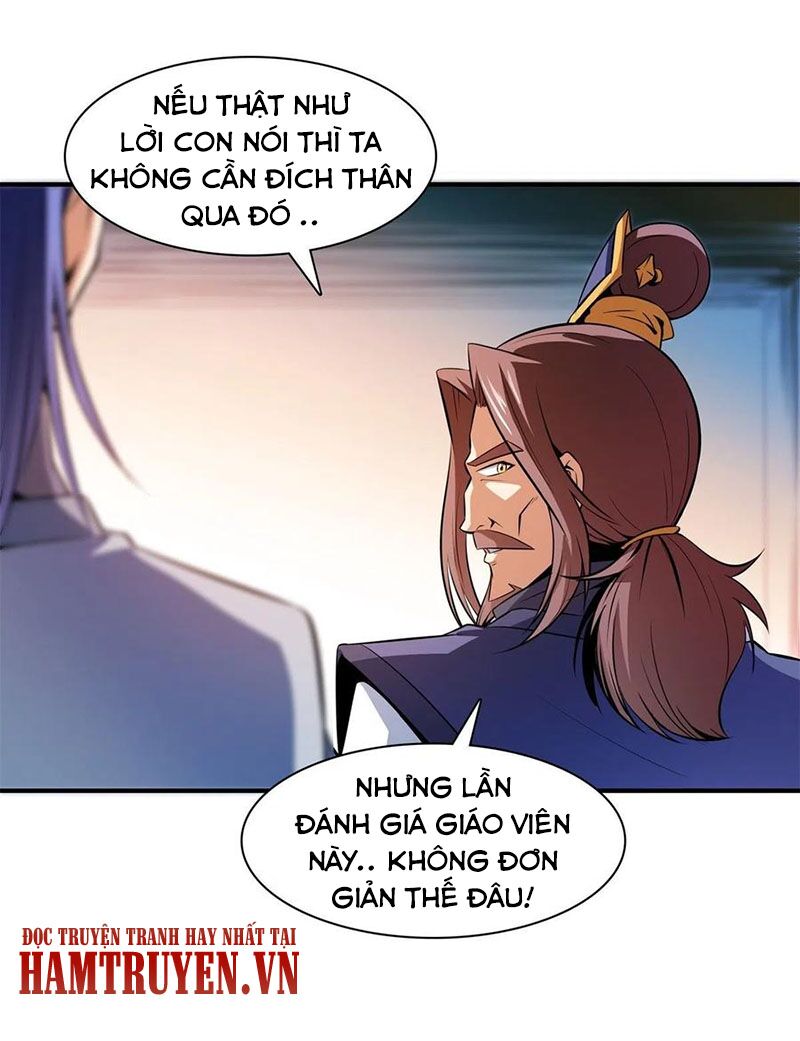 NẾU THẬT NHƯ
LỜI CON NÓI THÌ TA
KHÔNG CẦN ĐÍCH THÂN
QUA ĐÓ ..
NHƯNG LẦN
ĐÁNH GIÁ GIÁO VIÊN
NÀY.. KHÔNG ĐƠN
GIẢN THẾ ĐÂU!
ĐỌC TRUYỆN TRANH HAY NHẤT TẠI
HAMTRUYEN.VN